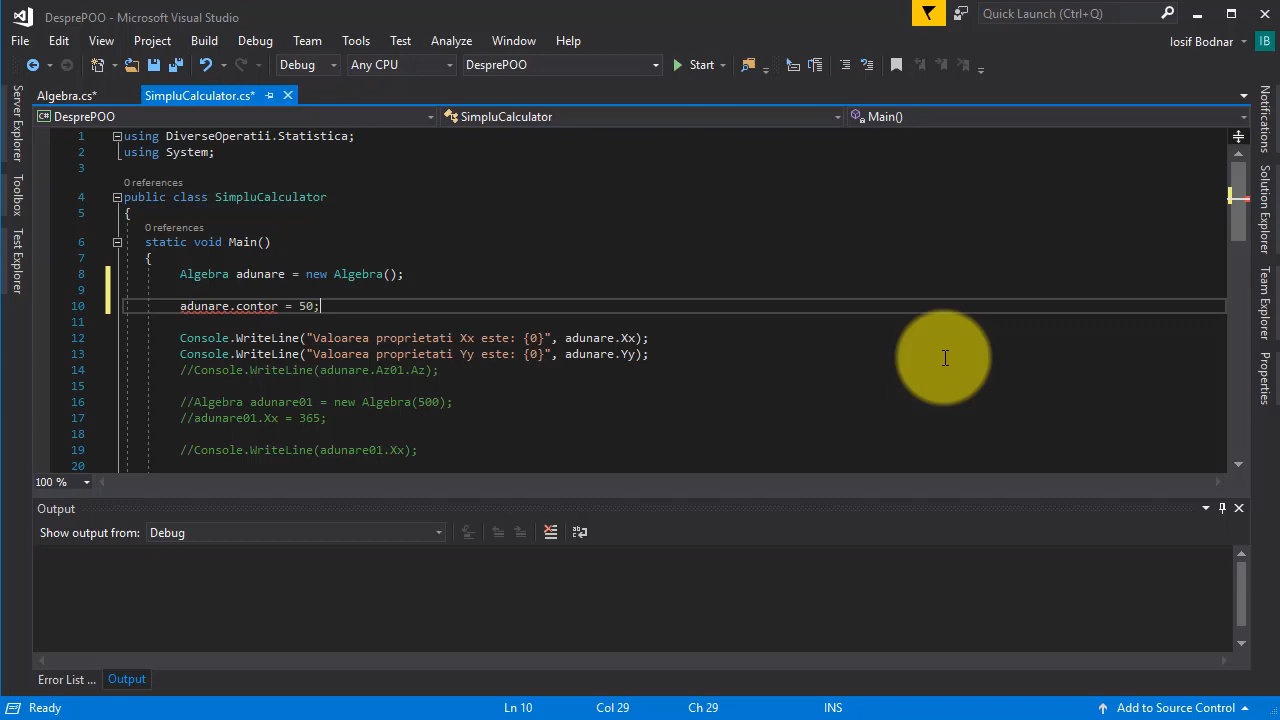 DesprePOO - Microsoft Visual Studio
Quick Launch (Ctrl+Q)
File Edit View Project Build Debug Team Tools Test Analyze Window Help
Iosif Bodnar IB
Debug Any CPU DesprePOO Start
Algebra.cs* SimpluCalculator.cs*
DesprePOO SimpluCalculator Main()
Server Explorer
Toolbox
Test Explorer
1 using DiverseOperatii.Statistica;
2 using System;
3
0 references
4 public class SimpluCalculator
5 {
0 references
6 static void Main()
7 {
8 Algebra adunare = new Algebra();
9
10 adunare.contor = 50;
11
12 Console.WriteLine("Valoarea proprietati Xx este: {0}", adunare.Xx);
13 Console.WriteLine("Valoarea proprietati Yy este: {0}", adunare.Yy);
14 //Console.WriteLine(adunare.Az01.Az);
15
16 //Algebra adunare01 = new Algebra(500);
17 //adunare01.Xx = 365;
18
19 //Console.WriteLine(adunare01.Xx);
20
100 %
Notifications
Solution Explorer
Team Explorer
Properties
Output
Show output from: Debug
Error List ... Output
Ready Ln 10 Col 29 Ch 29 INS Add to Source Control